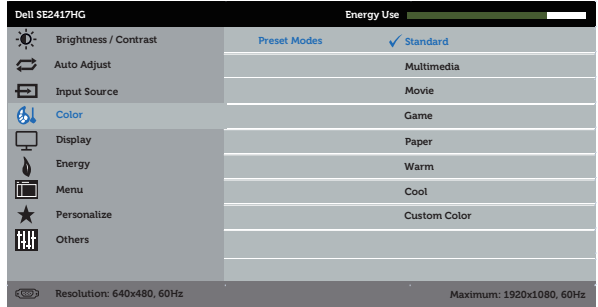 Dell SE2417HG Energy Use
Brightness / Contrast Preset Modes ✓ Standard
Auto Adjust Multimedia
Input Source Movie
Color Game
Display Paper
Energy Warm
Menu Cool
Personalize Custom Color
Others
Resolution: 640x480, 60Hz Maximum: 1920x1080, 60Hz